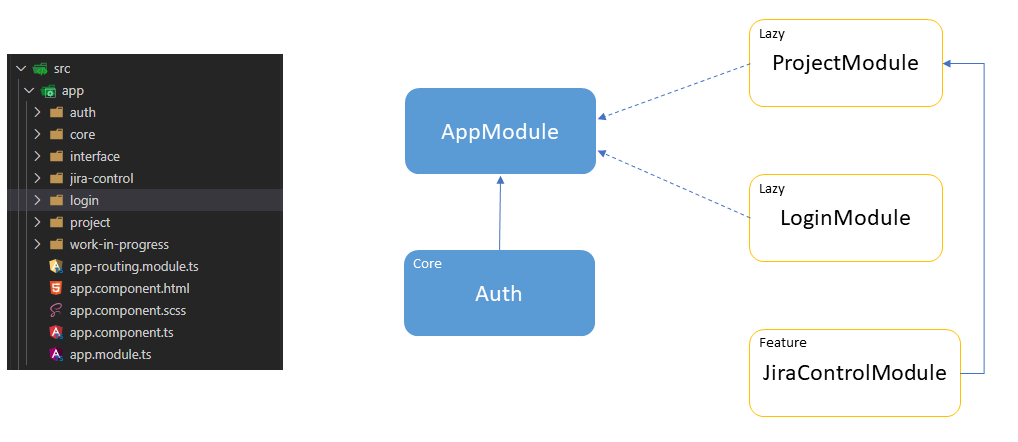 src
app
auth
core
interface
jira-control
login
project
work-in-progress
app-routing.module.ts
app.component.html
app.component.scss
app.component.ts
app.module.ts
AppModule
Core
Auth
Lazy
ProjectModule
Lazy
LoginModule
Feature
JiraControlModule